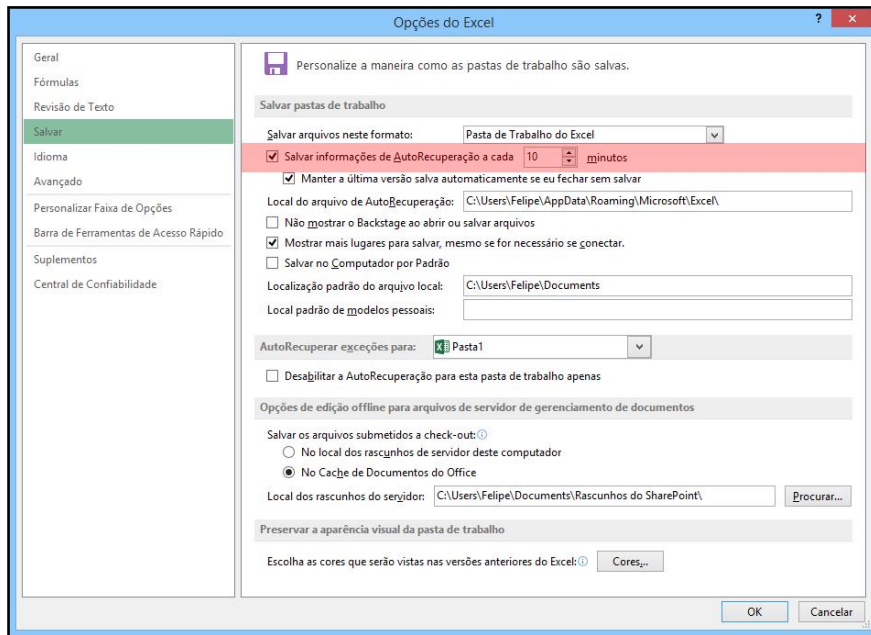 Opções do Excel
?
Geral
Fórmulas
Revisão de Texto
Salvar
Idioma
Avançado
Personalizar Faixa de Opções
Barra de Ferramentas de Acesso Rápido
Suplementos
Central de Confiabilidade
Personalize a maneira como as pastas de trabalho são salvas.
Salvar pastas de trabalho
Salvar arquivos neste formato: Pasta de Trabalho do Excel
Salvar informações de AutoRecuperação a cada 10 minutos
Manter a última versão salva automaticamente se eu fechar sem salvar
Local do arquivo de AutoRecuperação: C:\Users\Felipe\AppData\Roaming\Microsoft\Excel\
Não mostrar o Backstage ao abrir ou salvar arquivos
Mostrar mais lugares para salvar, mesmo se for necessário se conectar.
Salvar no Computador por Padrão
Localização padrão do arquivo local: C:\Users\Felipe\Documents
Local padrão de modelos pessoais:
AutoRecuperar exceções para: Pasta1
Desabilitar a AutoRecuperação para esta pasta de trabalho apenas
Opções de edição offline para arquivos de servidor de gerenciamento de documentos
Salvar os arquivos submetidos a check-out:
No local dos rascunhos de servidor deste computador
No Cache de Documentos do Office
Local dos rascunhos do servidor: C:\Users\Felipe\Documents\Rascunhos do SharePoint\ Procurar...
Preservar a aparência visual da pasta de trabalho
Escolha as cores que serão vistas nas versões anteriores do Excel: Cores...
OK Cancelar